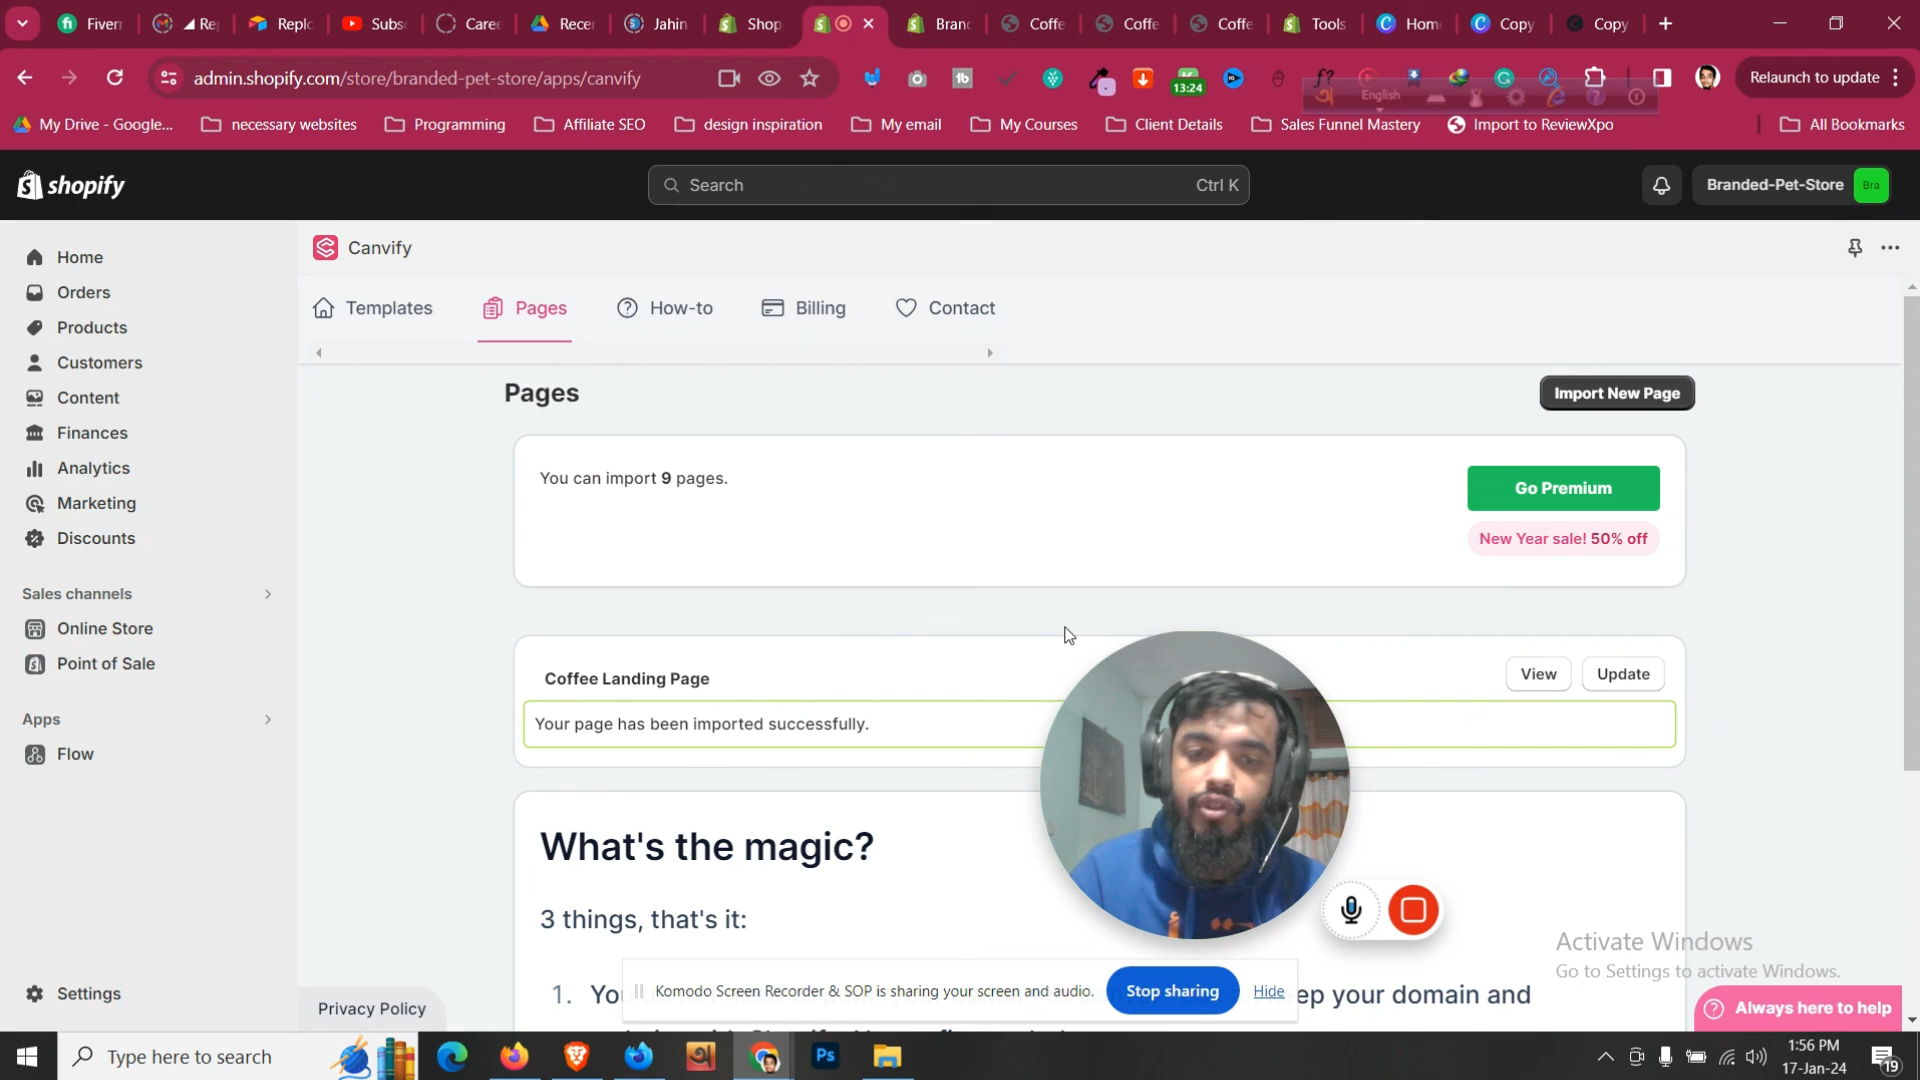 Fiverr
Rep
Replo
Subs
Caree
Recen
Jahin
Shop
Branc
Coffe
Coffe
Coffe
Tools
Hom
Copy
Copy
admin.shopify.com/store/branded-pet-store/apps/canvify
13:24
Relaunch to update
English
My Drive - Google...
necessary websites
Programming
Affiliate SEO
design inspiration
My email
My Courses
Client Details
Sales Funnel Mastery
Import to ReviewXpo
All Bookmarks
shopify
Search
Ctrl K
Branded-Pet-Store
Bra
Home
Orders
Products
Customers
Content
Finances
Analytics
Marketing
Discounts
Sales channels
Online Store
Point of Sale
Apps
Flow
Settings
Canvify
Templates
Pages
How-to
Billing
Contact
Pages
Import New Page
You can import 9 pages.
Go Premium
New Year sale! 50% off
Coffee Landing Page
View
Update
Your page has been imported successfully.
What's the magic?
3 things, that's it:
1. Yo
ep your domain and
Komodo Screen Recorder & SOP is sharing your screen and audio.
Stop sharing
Hide
Privacy Policy
Activate Windows
Go to Settings to activate Windows.
Always here to help
Type here to search
Ps
অ
1:56 PM
17-Jan-24
19